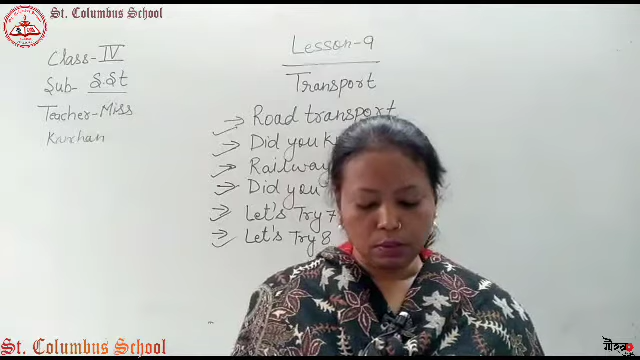 St. Columbus School
Class-IV
Sub- S.St
Teacher-Miss
Kanchan
Lesson-9
Transport
Road transport
Did you
Railway
Did you
Let's Try 7
Let's Try 8
St. Columbus School